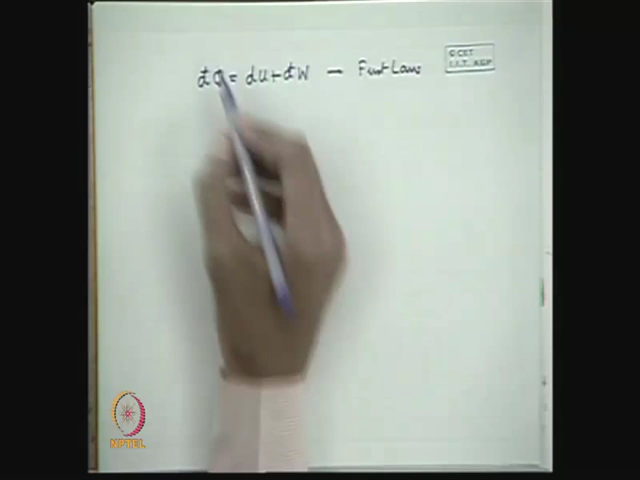 đQ = dU + đW — First Law
© CET
I.I.T. KGP
NPTEL